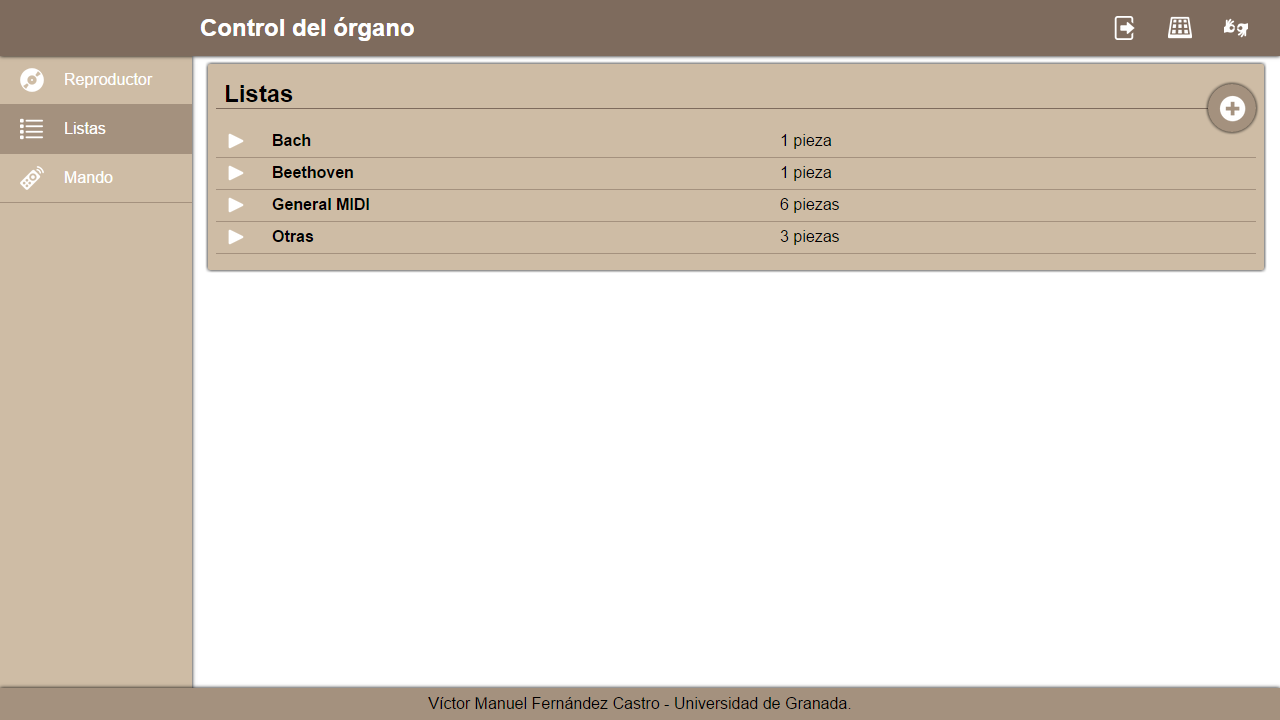 Control del órgano
Reproductor
Listas
Mando
Listas
Bach 1 pieza
Beethoven 1 pieza
General MIDI 6 piezas
Otras 3 piezas
Víctor Manuel Fernández Castro - Universidad de Granada.